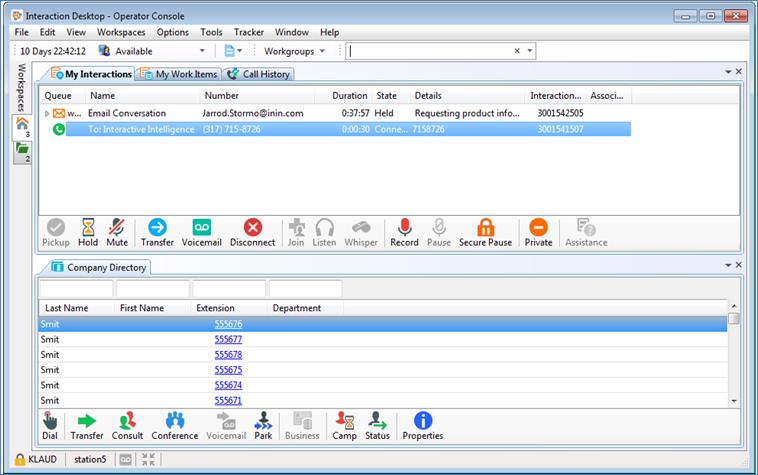 Interaction Desktop - Operator Console
File Edit View Workspaces Options Tools Tracker Window Help
10 Days 22:42:12 Available Workgroups
Workspaces
3
2
My Interactions My Work Items Call History
Queue Name Number Duration State Details Interaction... Associ...
w... Email Conversation Jarrod.Stormo@inin.com 0:37:57 Held Requesting product info... 3001542505
To: Interactive Intelligence (317) 715-8726 0:00:30 Conne... 7158726 3001541507
Pickup Hold Mute Transfer Voicemail Disconnect Join Listen Whisper Record Pause Secure Pause Private Assistance
Company Directory
Last Name First Name Extension Department
Smit 555676
Smit 555677
Smit 555678
Smit 555675
Smit 555674
Smit 555671
Dial Transfer Consult Conference Voicemail Park Business Camp Status Properties
KLAUD station5